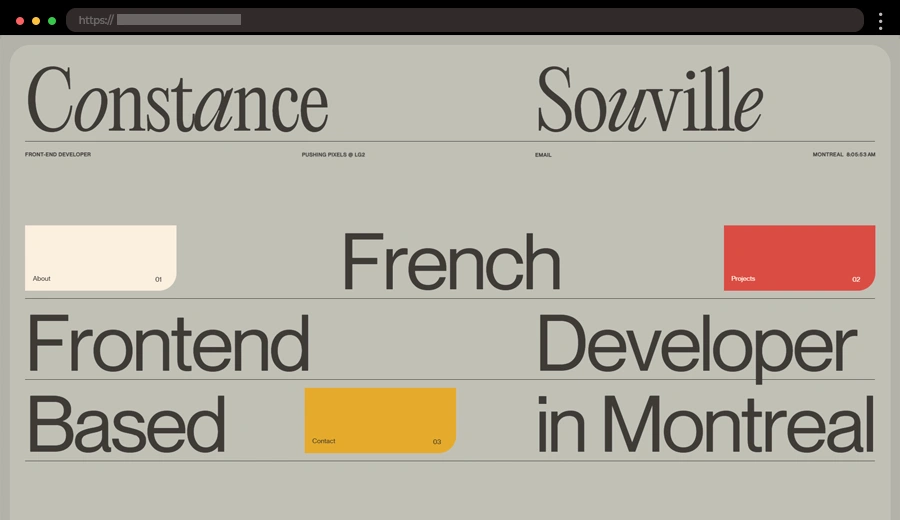 https://
Constance Souville
FRONT-END DEVELOPER PUSHING PIXELS @ LG2 EMAIL MONTREAL 8:05:53 AM
French
About 01 Projects 02
Frontend Developer
Based in Montreal
Contact 03